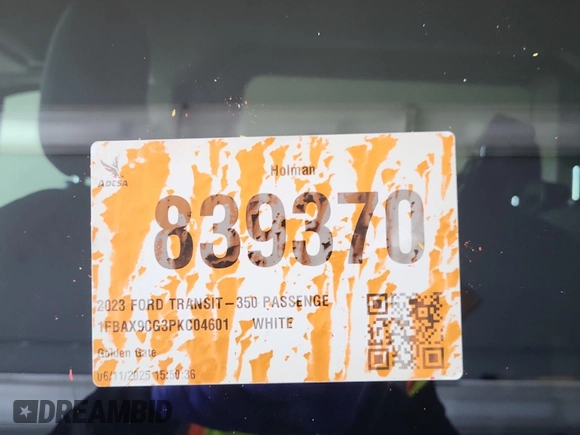 Holman
ADESA
839370
2023 FORD TRANSIT-350 PASSENGE
1FBAX9CG3PKC04601 WHITE
Golden Gate
06/11/2025 15:50:36
DREAMBID